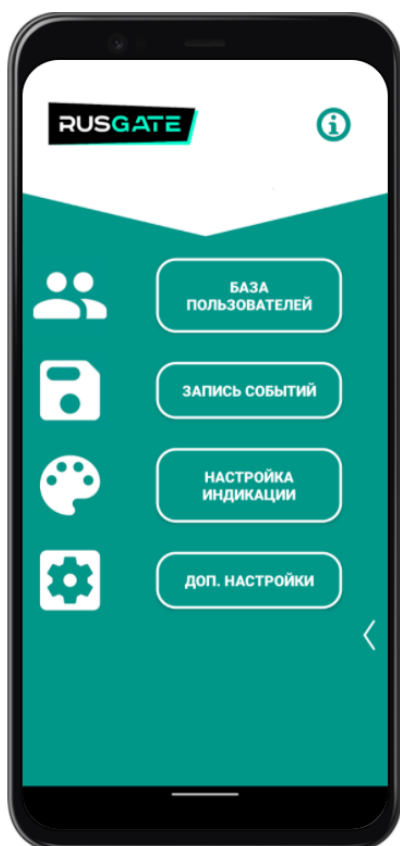 RUSGATE
БАЗА
ПОЛЬЗОВАТЕЛЕЙ
ЗАПИСЬ СОБЫТИЙ
НАСТРОЙКА
ИНДИКАЦИИ
ДОП. НАСТРОЙКИ